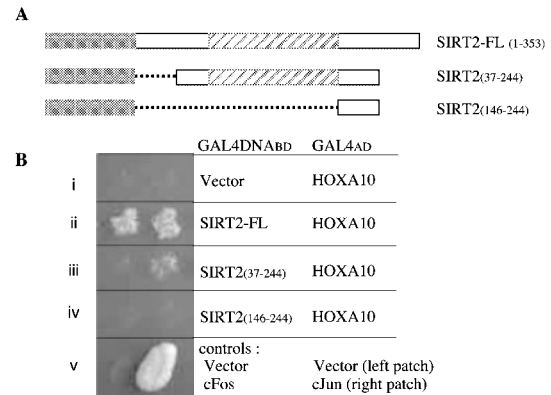 A
SIRT2-FL (1-353)
SIRT2(37-244)
SIRT2(146-244)
B
GAL4DNABD GAL4AD
i Vector HOXA10
ii SIRT2-FL HOXA10
iii SIRT2(37-244) HOXA10
iv SIRT2(146-244) HOXA10
controls :
v Vector Vector (left patch)
cFos cJun (right patch)